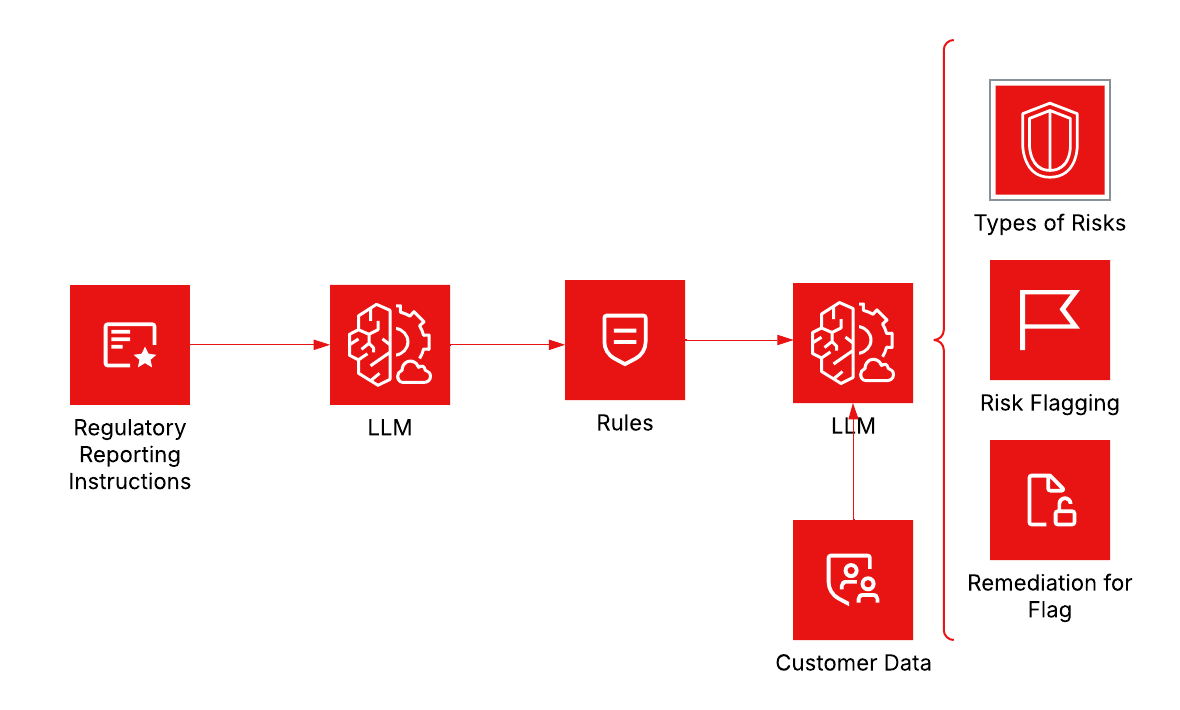 Regulatory
Reporting
Instructions
LLM
Rules
LLM
Customer Data
Types of Risks
Risk Flagging
Remediation for
Flag